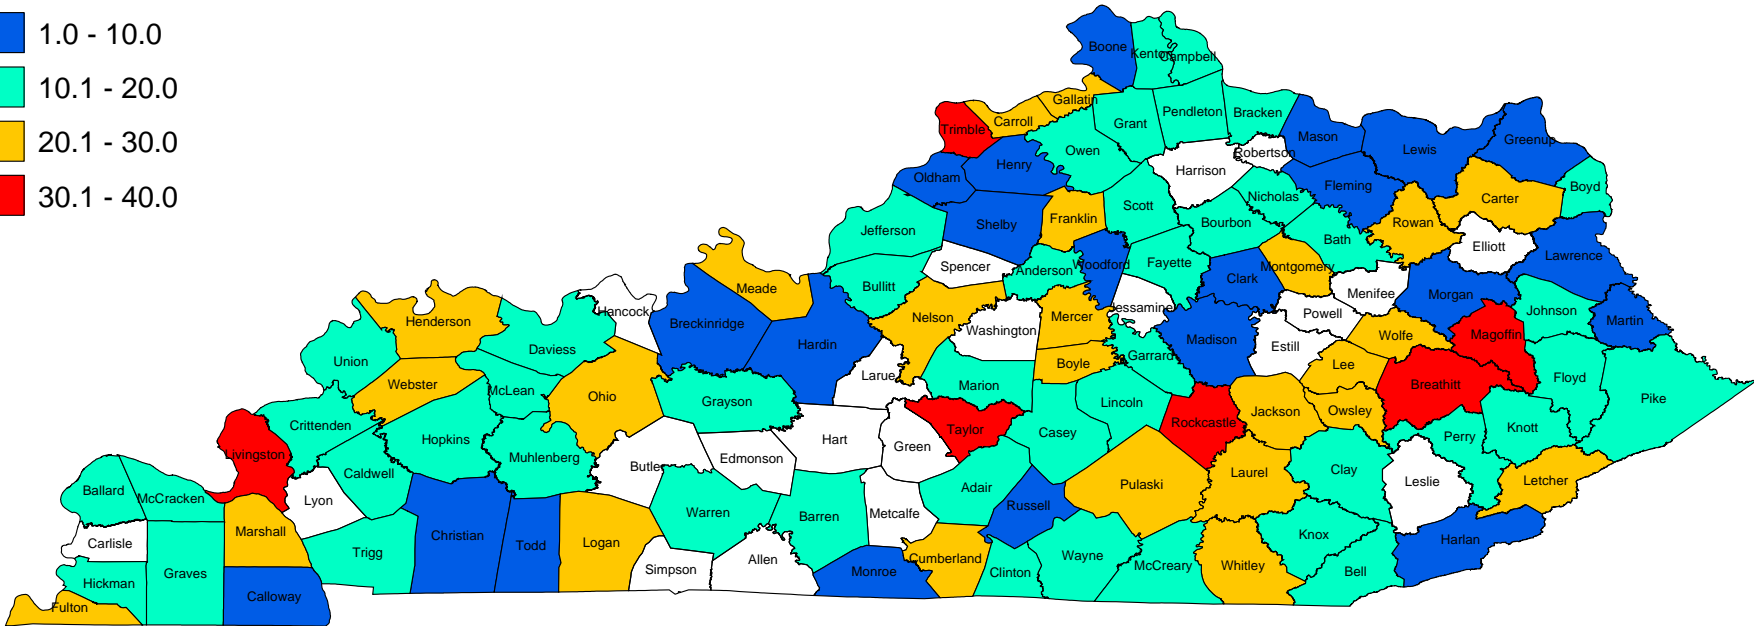 1.0 - 10.0
10.1 - 20.0
20.1 - 30.0
30.1 - 40.0
Boone
Kenton
Campbell
Gallatin
Carroll
Trimble
Grant
Pendleton
Bracken
Mason
Lewis
Greenup
Owen
Robertson
Harrison
Henry
Oldham
Fleming
Boyd
Nicholas
Carter
Scott
Shelby
Franklin
Bourbon
Rowan
Jefferson
Bath
Elliott
Lawrence
Spencer
Anderson
Woodford
Fayette
Clark
Montgomery
Bullitt
Meade
Menifee
Morgan
Jessamine
Powell
Johnson
Martin
Hancock
Henderson
Breckinridge
Nelson
Washington
Mercer
Madison
Estill
Wolfe
Magoffin
Hardin
Daviess
Union
Boyle
Garrard
Lee
Larue
Marion
Floyd
Webster
McLean
Breathitt
Ohio
Grayson
Lincoln
Jackson
Owsley
Pike
Crittenden
Rockcastle
Knott
Taylor
Casey
Perry
Hopkins
Hart
Green
Livingston
Muhlenberg
Butler
Edmonson
Caldwell
Laurel
Clay
Leslie
Letcher
Adair
Pulaski
Ballard
McCracken
Lyon
Russell
Warren
Barren
Metcalfe
Marshall
Christian
Knox
Harlan
Carlisle
Trigg
Todd
Logan
Simpson
Allen
Cumberland
Wayne
McCreary
Whitley
Bell
Monroe
Clinton
Graves
Hickman
Calloway
Fulton